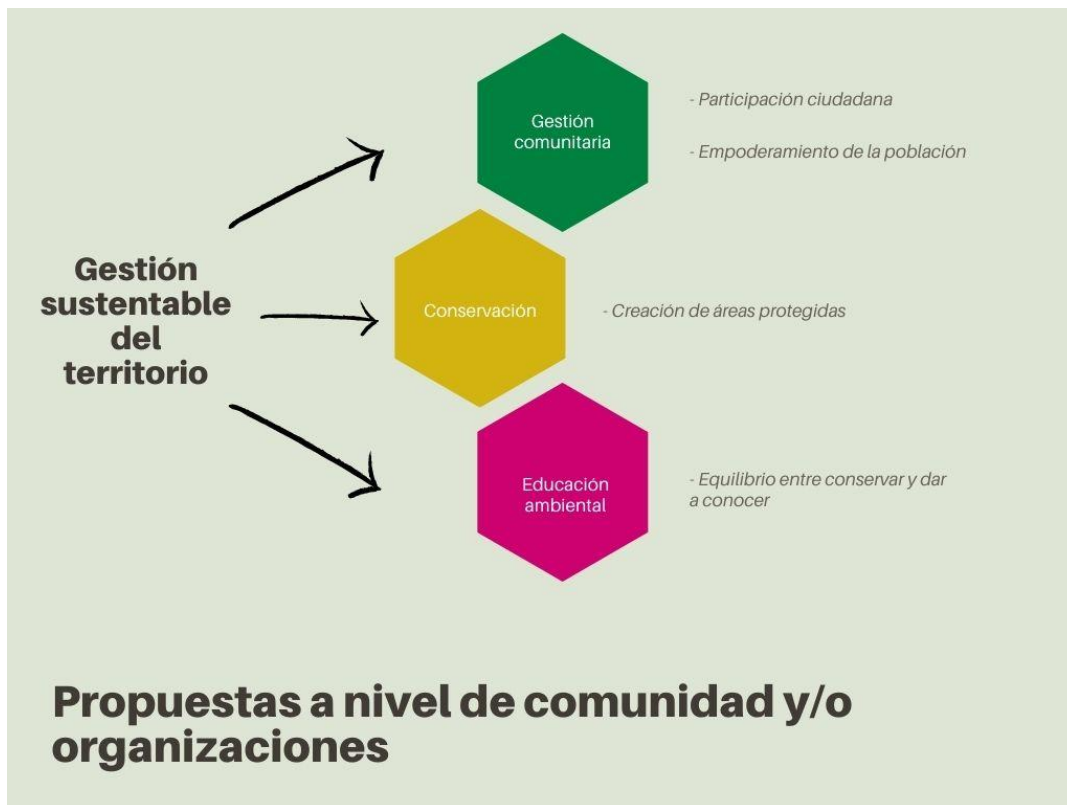 Gestión
comunitaria
- Participación ciudadana
- Empoderamiento de la población
Gestión
sustentable
del
territorio
Conservación
- Creación de áreas protegidas
Educación
ambiental
- Equilibrio entre conservar y dar
a conocer
Propuestas a nivel de comunidad y/o
organizaciones